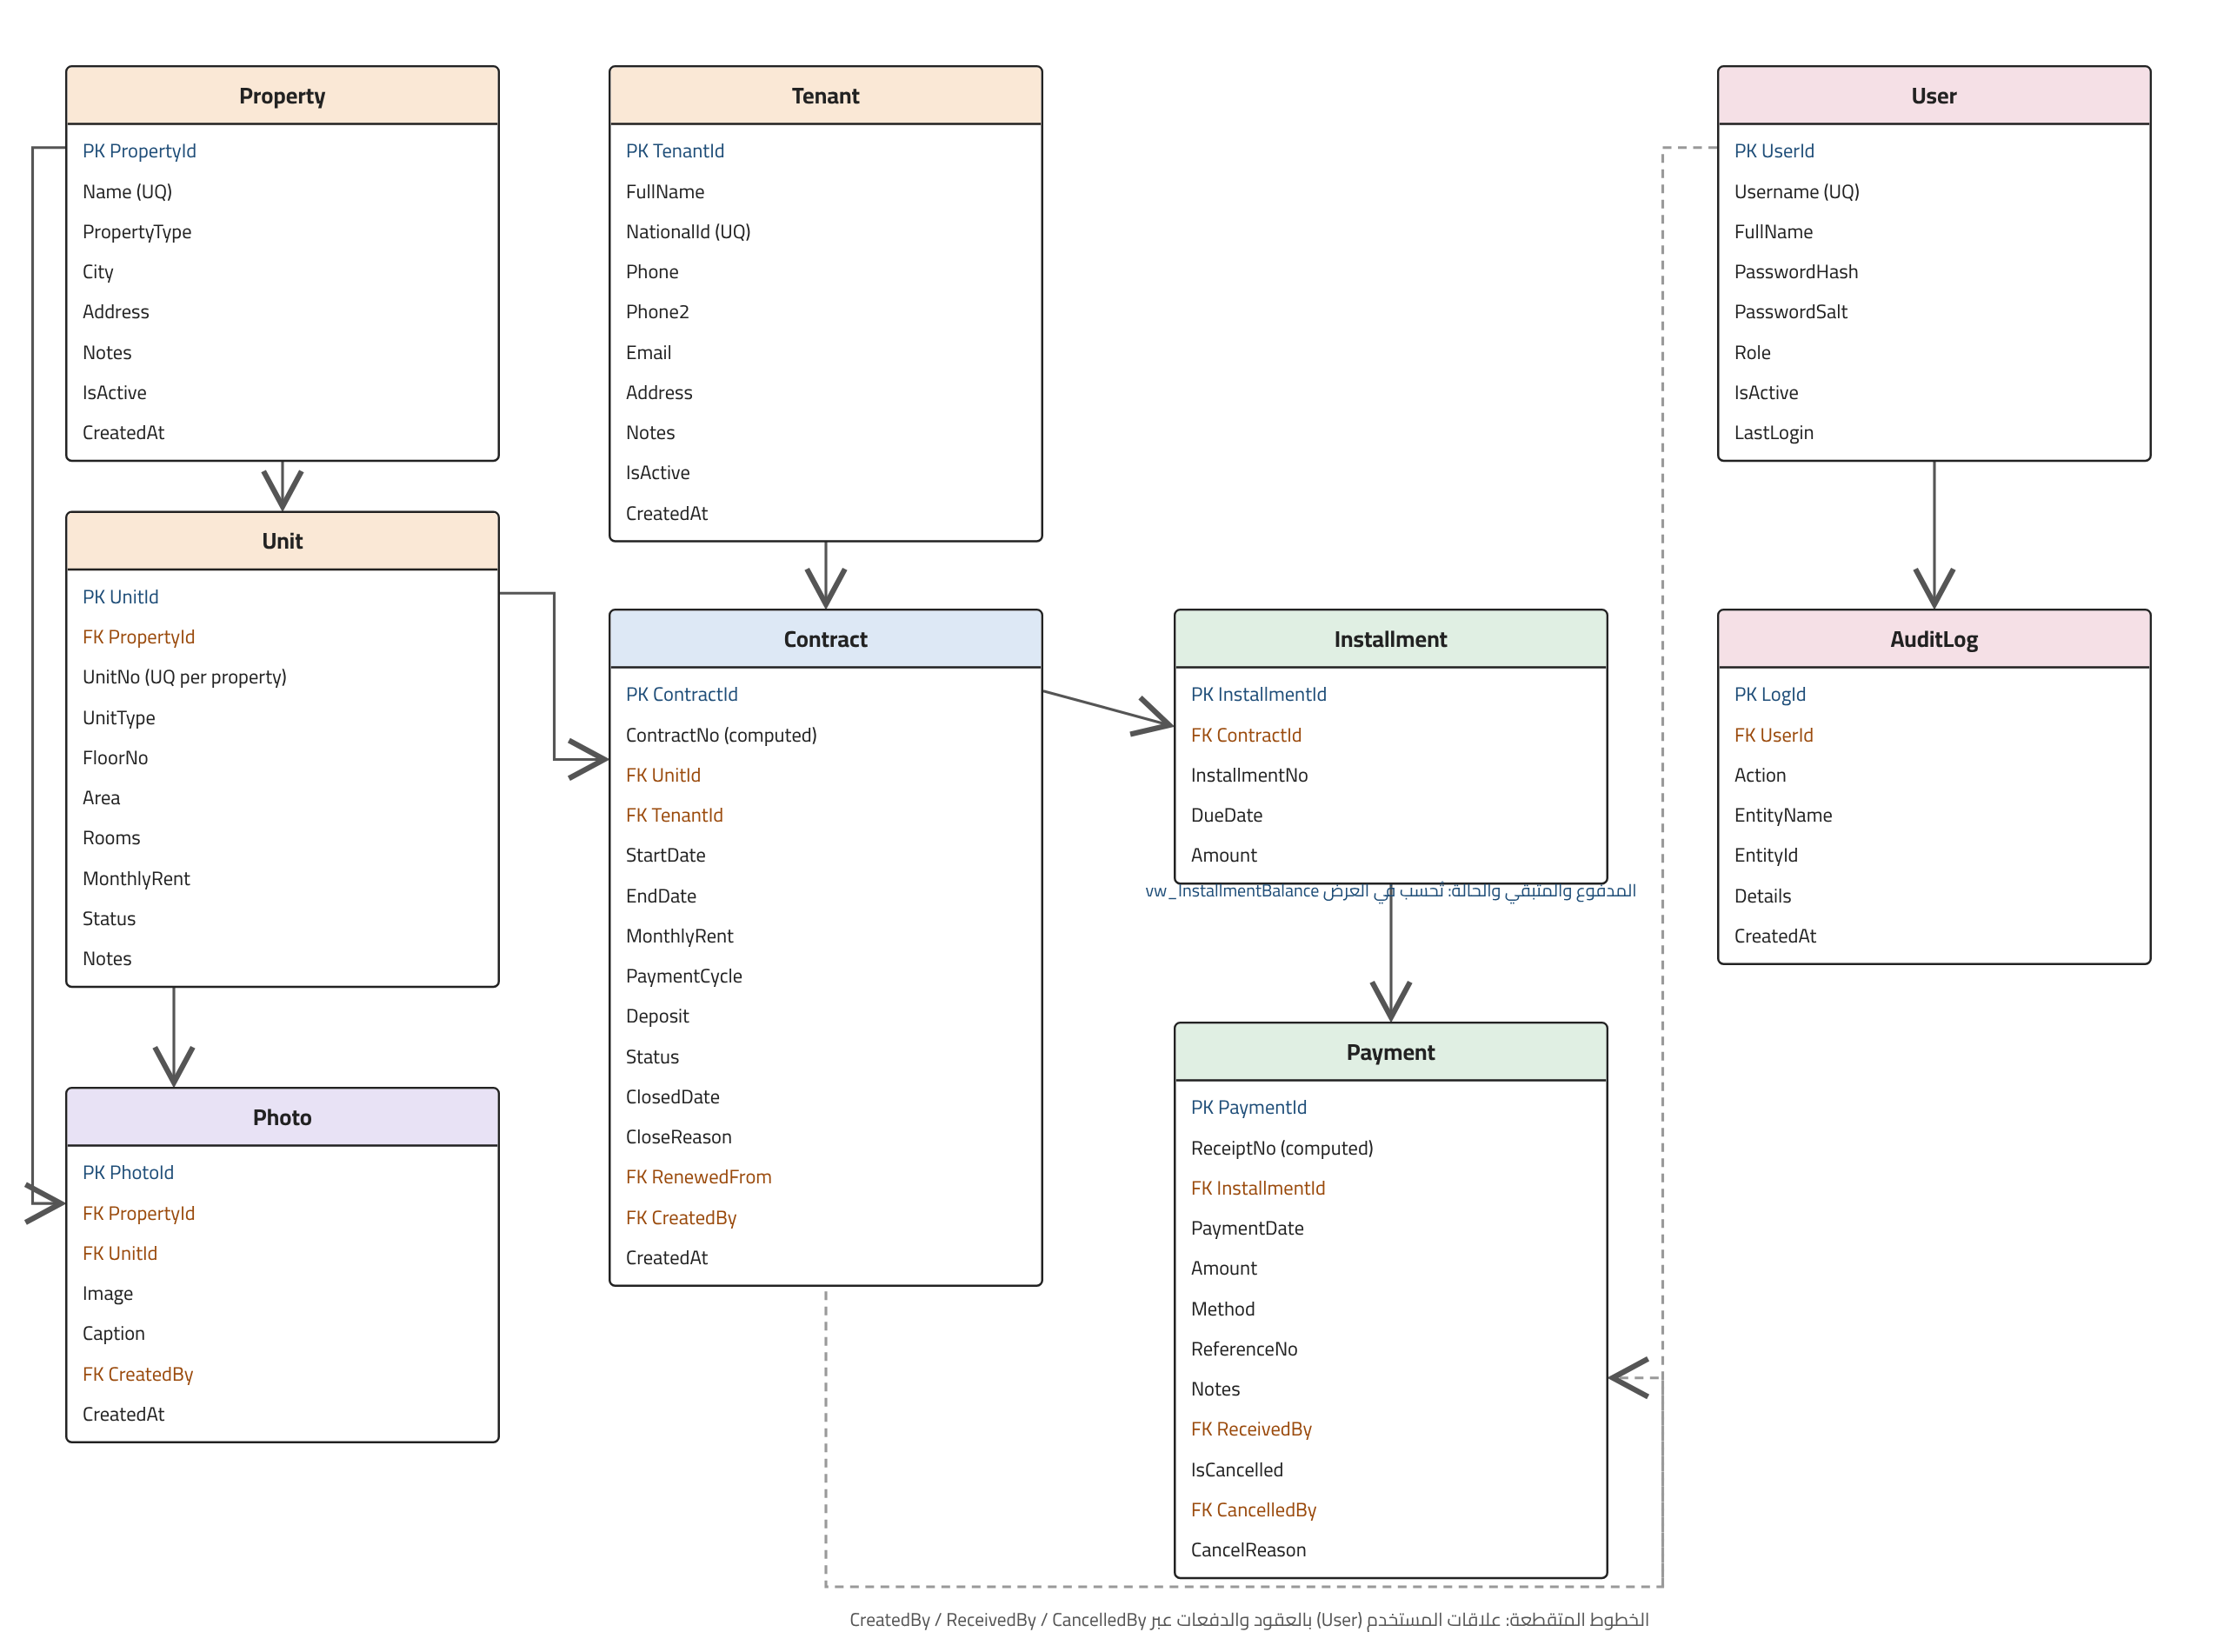 Property
PK PropertyId
Name (UQ)
PropertyType
City
Address
Notes
IsActive
CreatedAt
Tenant
PK TenantId
FullName
NationalId (UQ)
Phone
Phone2
Email
Address
Notes
IsActive
CreatedAt
User
PK UserId
Username (UQ)
FullName
PasswordHash
PasswordSalt
Role
IsActive
LastLogin
Unit
PK UnitId
FK PropertyId
UnitNo (UQ per property)
UnitType
FloorNo
Area
Rooms
MonthlyRent
Status
Notes
Contract
PK ContractId
ContractNo (computed)
FK UnitId
FK TenantId
StartDate
EndDate
MonthlyRent
PaymentCycle
Deposit
Status
ClosedDate
CloseReason
FK RenewedFrom
FK CreatedBy
CreatedAt
Installment
PK InstallmentId
FK ContractId
InstallmentNo
DueDate
Amount
المدفوع والمتبقي والحالة: تُحسب في العرض vw_InstallmentBalance
AuditLog
PK LogId
FK UserId
Action
EntityName
EntityId
Details
CreatedAt
Payment
PK PaymentId
ReceiptNo (computed)
FK InstallmentId
PaymentDate
Amount
Method
ReferenceNo
Notes
FK ReceivedBy
IsCancelled
FK CancelledBy
CancelReason
Photo
PK PhotoId
FK PropertyId
FK UnitId
Image
Caption
FK CreatedBy
CreatedAt
الخطوط المتقطعة: علاقات المستخدم (User) بالعقود والدفعات عبر CreatedBy / ReceivedBy / CancelledBy